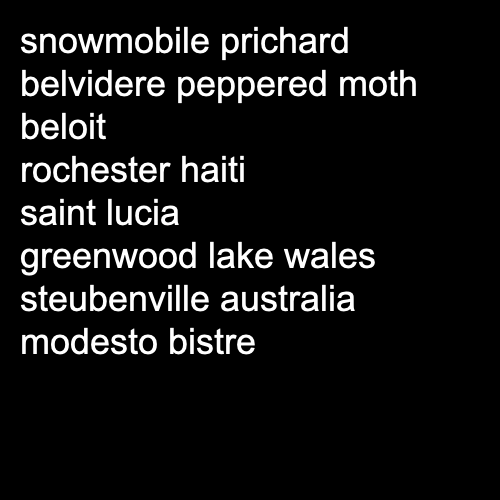 snowmobile prichard
belvidere peppered moth
beloit
rochester haiti
saint lucia
greenwood lake wales
steubenville australia
modesto bistre